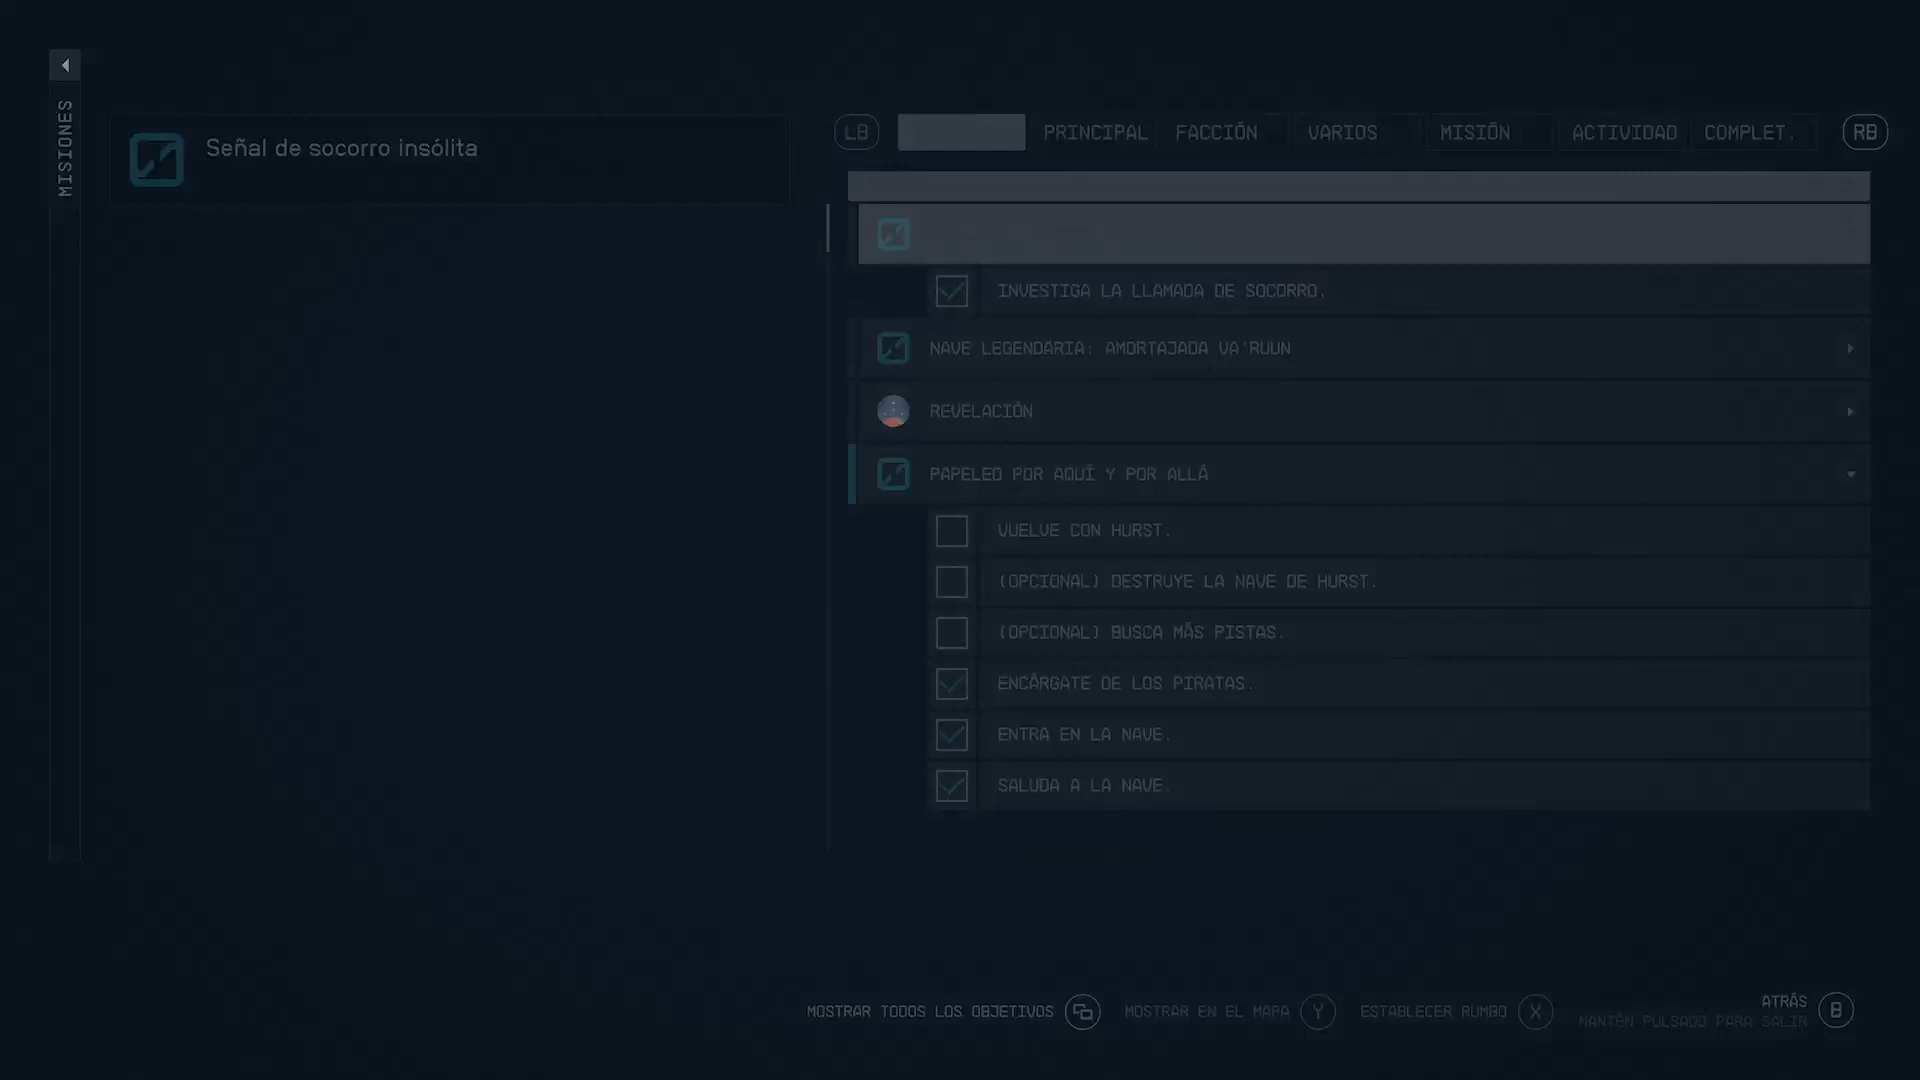 MISIONES
Señal de socorro insólita
LB
PRINCIPAL
FACCIÓN
VARIOS
MISIÓN
ACTIVIDAD
COMPLET.
RB
INVESTIGA LA LLAMADA DE SOCORRO.
NAVE LEGENDARIA: AMORTAJADA VA'RUUN
REVELACIÓN
PAPELEO POR AQUÍ Y POR ALLÁ
VUELVE CON HURST.
(OPCIONAL) DESTRUYE LA NAVE DE HURST.
(OPCIONAL) BUSCA MÁS PISTAS.
ENCÁRGATE DE LOS PIRATAS.
ENTRA EN LA NAVE.
SALUDA A LA NAVE.
MOSTRAR TODOS LOS OBJETIVOS
MOSTRAR EN EL MAPA Y
ESTABLECER RUMBO X
ATRÁS B
MANTÉN PULSADO PARA SALIR